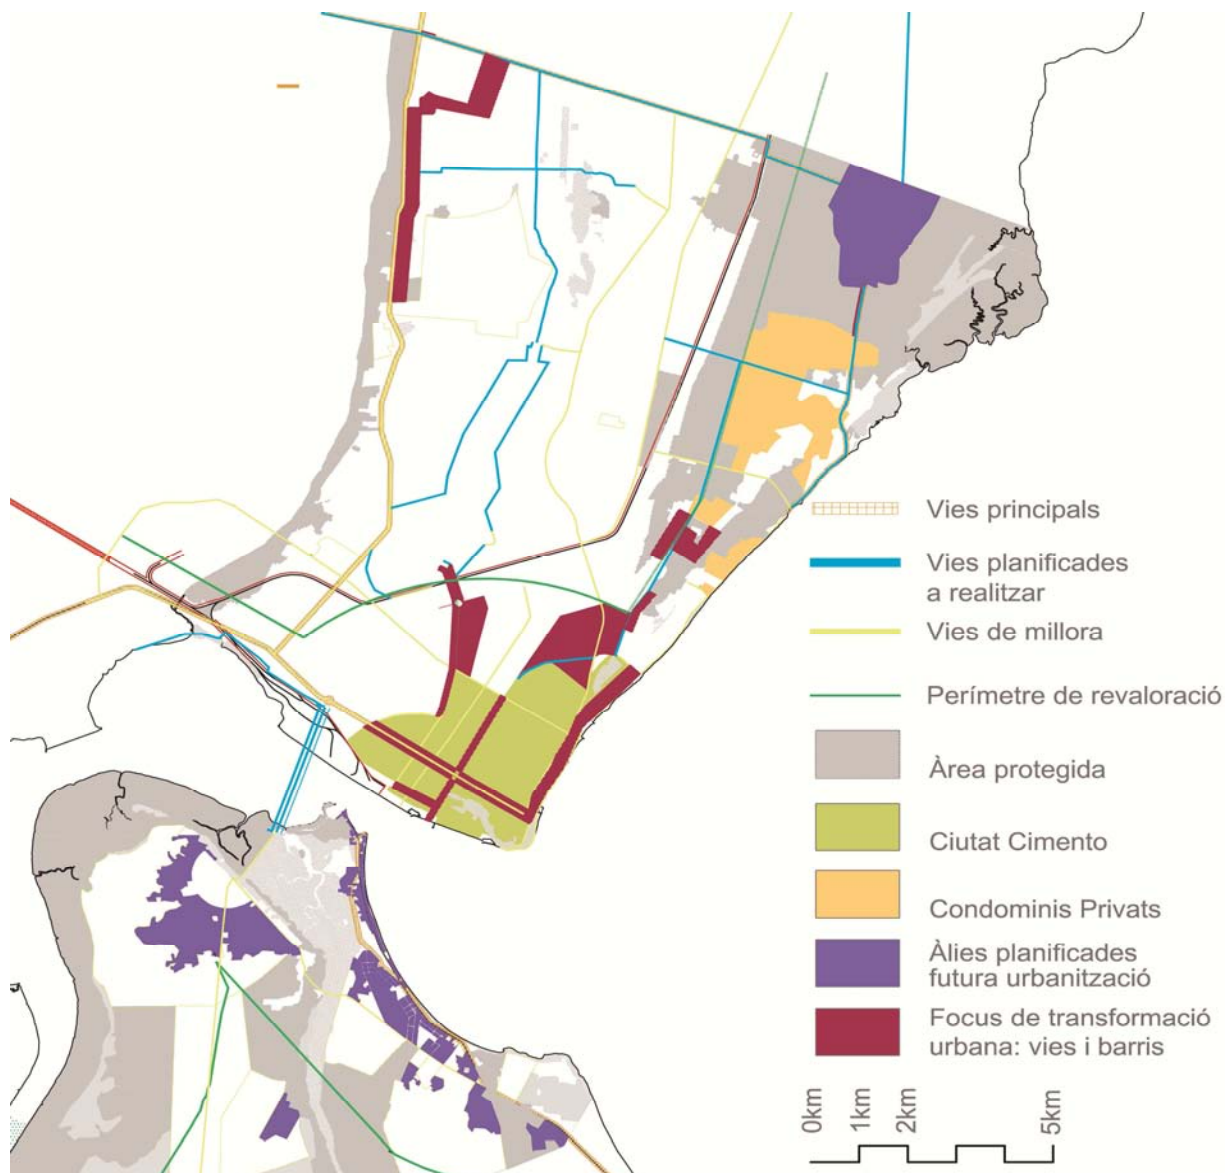 Vies principals
Vies planificades
a realitzar
Vies de millora
Perímetre de revaloració
Àrea protegida
Ciutat Cimento
Condominis Privats
Àlies planificades
futura urbanització
Focus de transformació
urbana: vies i barris
0km
1km
2km
5km